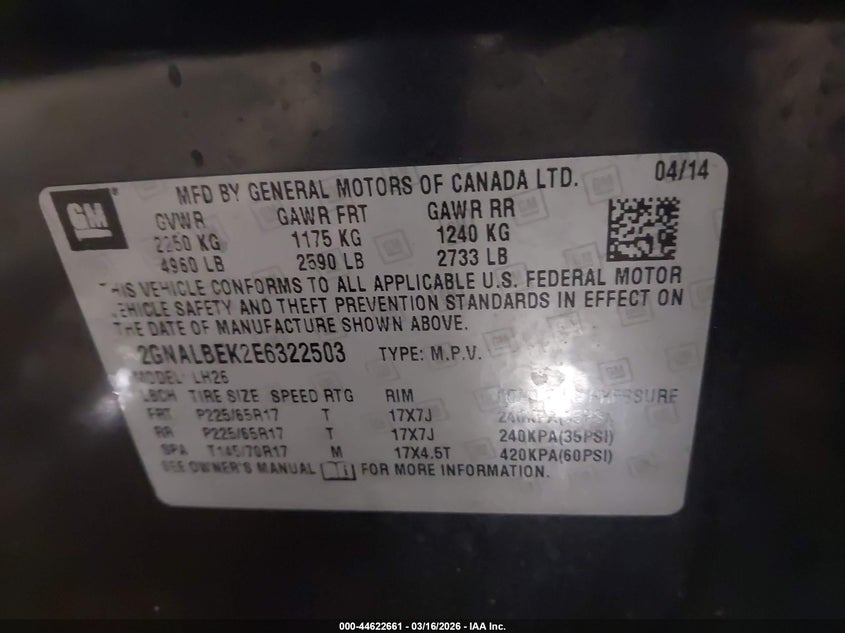 GM
MFD BY GENERAL MOTORS OF CANADA LTD. 04/14
GVWR GAWR FRT GAWR RR
2250 KG 1175 KG 1240 KG
4960 LB 2590 LB 2733 LB
THIS VEHICLE CONFORMS TO ALL APPLICABLE U.S. FEDERAL MOTOR
VEHICLE SAFETY AND THEFT PREVENTION STANDARDS IN EFFECT ON
THE DATE OF MANUFACTURE SHOWN ABOVE.
2GNALBEK2E6322503 TYPE: M.P.V.
MODEL: LH26
TIRE SIZE SPEED RTG RIM PRESSURE
FRT P225/65R17 T 17X7J
RR P225/65R17 T 17X7J 240KPA(35PSI)
SPA T145/70R17 M 17X4.5T 420KPA(60PSI)
SEE OWNER'S MANUAL FOR MORE INFORMATION.
000-44622661 - 03/16/2026 - IAA Inc.